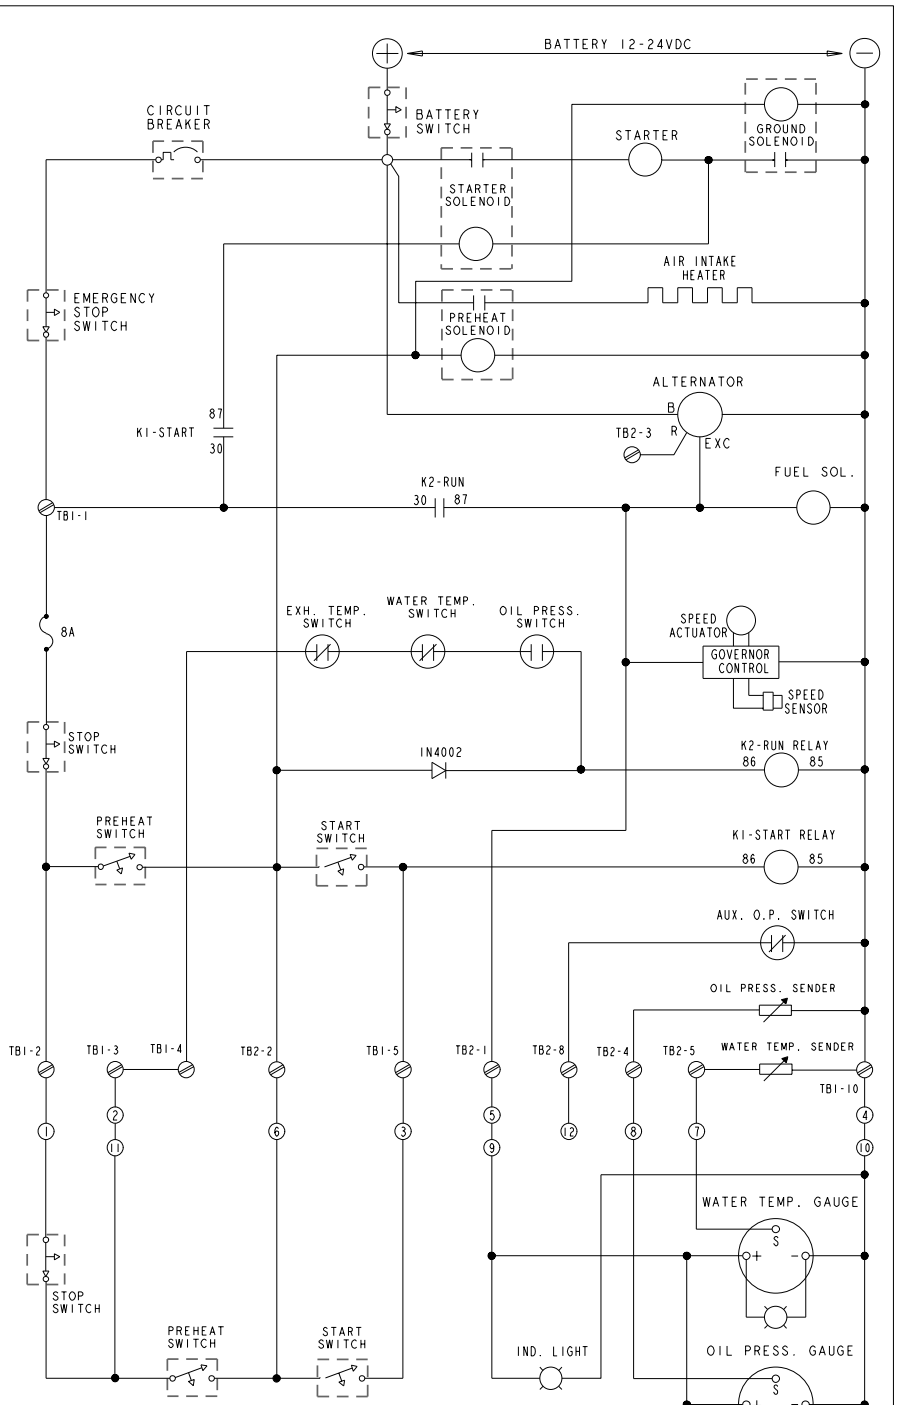 BATTERY 12-24VDC
+
-
CIRCUIT
BREAKER
BATTERY
SWITCH
GROUND
SOLENOID
STARTER
STARTER
SOLENOID
AIR INTAKE
HEATER
EMERGENCY
STOP
SWITCH
PREHEAT
SOLENOID
ALTERNATOR
B
R
EXC
TB2-3
87
K1-START
30
K2-RUN
30
87
FUEL SOL.
TB1-1
EXH. TEMP.
SWITCH
WATER TEMP.
SWITCH
OIL PRESS.
SWITCH
SPEED
ACTUATOR
GOVERNOR
CONTROL
SPEED
SENSOR
8A
STOP
SWITCH
1N4002
K2-RUN RELAY
86
85
PREHEAT
SWITCH
START
SWITCH
K1-START RELAY
86
85
AUX. O.P. SWITCH
OIL PRESS. SENDER
WATER TEMP. SENDER
TB1-2
TB1-3
TB1-4
TB2-2
TB1-5
TB2-1
TB2-8
TB2-4
TB2-5
TB1-10
2
5
4
1
6
3
12
8
7
11
9
10
WATER TEMP. GAUGE
S
+
-
STOP
SWITCH
PREHEAT
SWITCH
START
SWITCH
IND. LIGHT
OIL PRESS. GAUGE
S
+
-